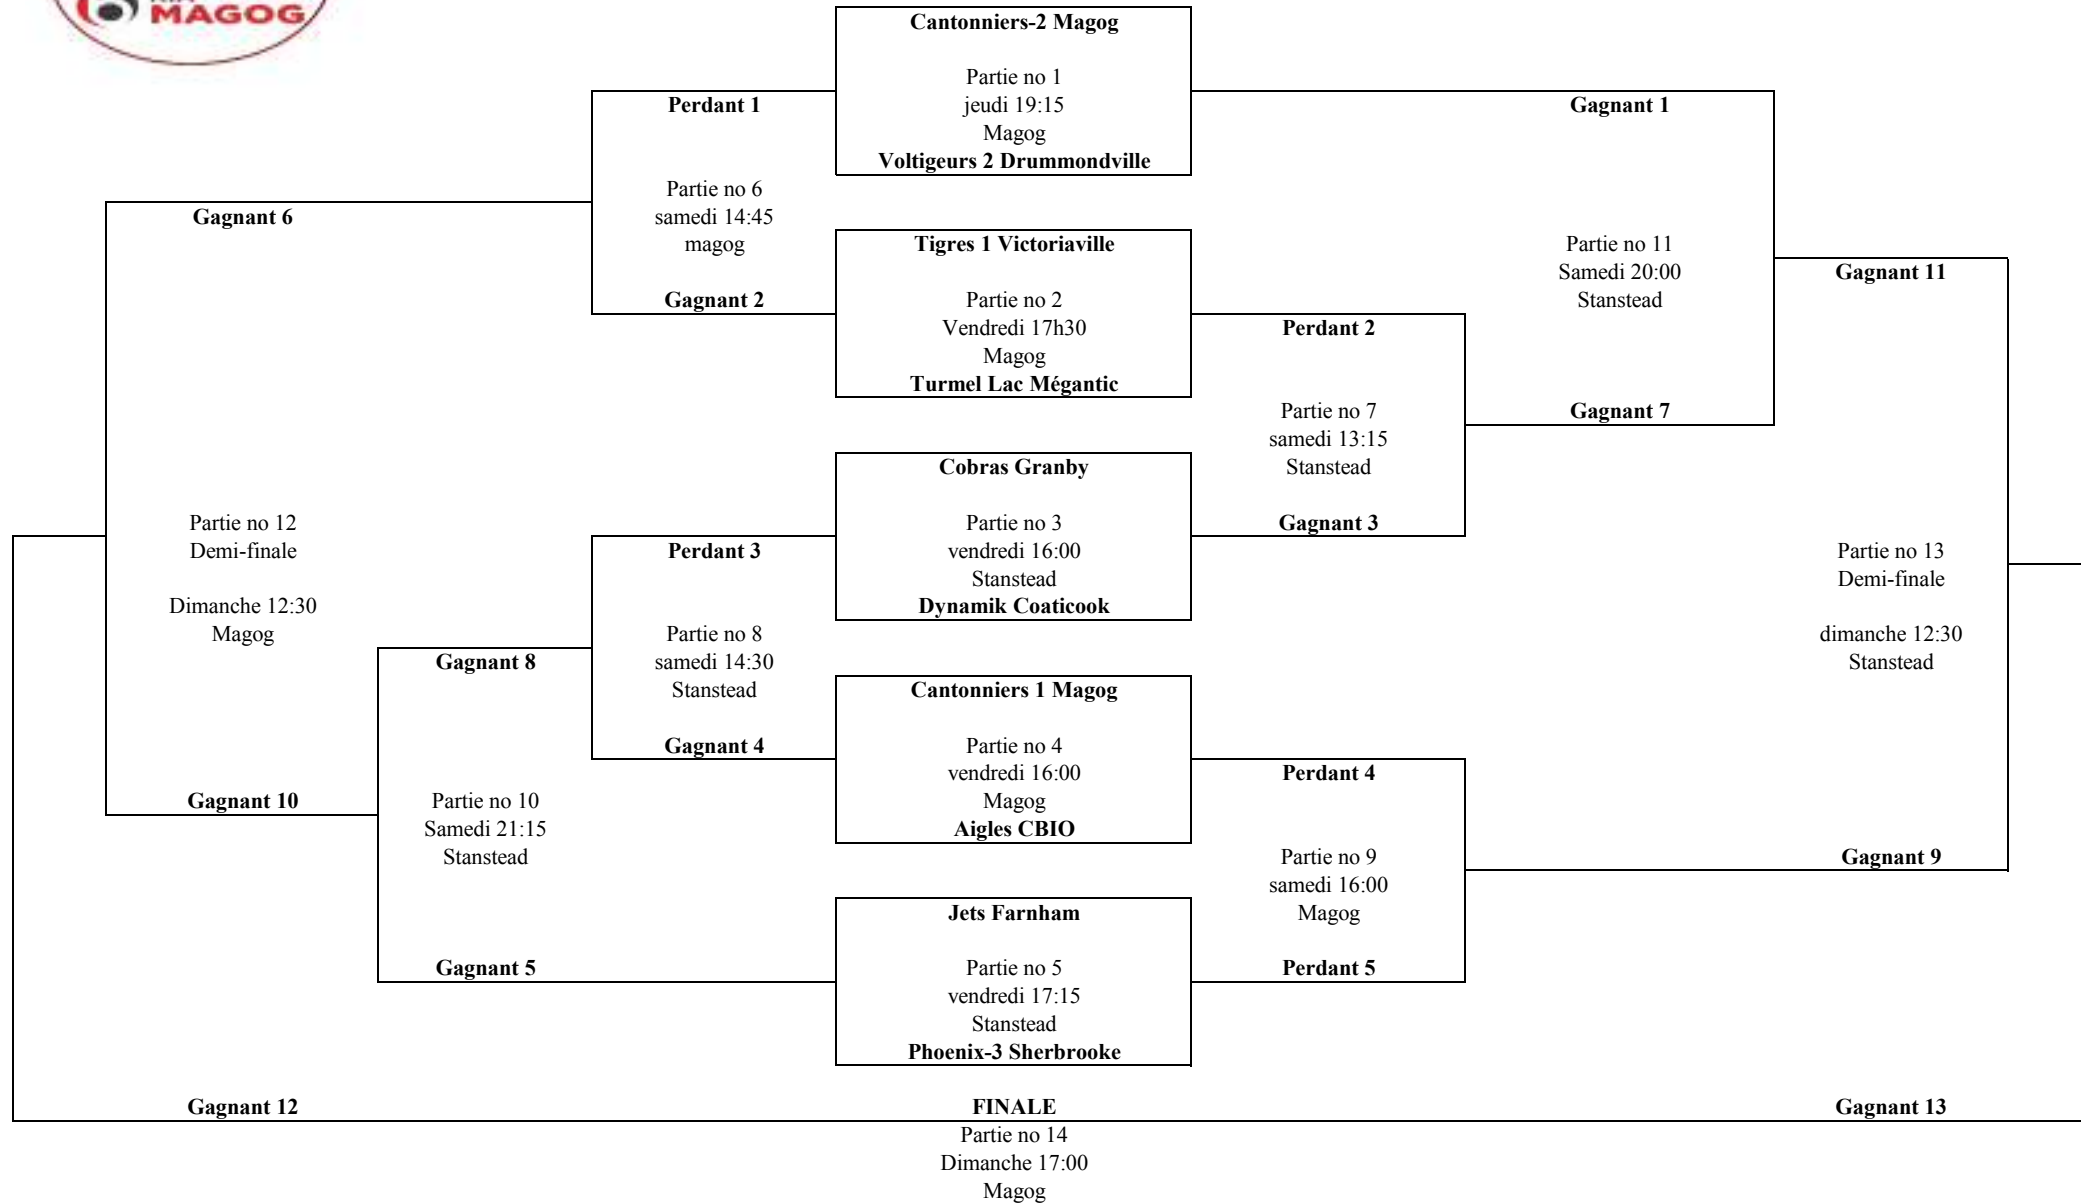 MAGOG
Cantonniers-2 Magog
Partie no 1
jeudi 19:15
Magog
Voltigeurs 2 Drummondville
Perdant 1
Gagnant 1
Partie no 6
samedi 14:45
magog
Gagnant 6
Tigres 1 Victoriaville
Partie no 2
Vendredi 17h30
Magog
Turmel Lac Mégantic
Partie no 11
Samedi 20:00
Stanstead
Gagnant 11
Gagnant 2
Perdant 2
Partie no 7
samedi 13:15
Stanstead
Gagnant 7
Cobras Granby
Partie no 3
vendredi 16:00
Stanstead
Dynamik Coaticook
Gagnant 3
Perdant 3
Partie no 12
Demi-finale
Dimanche 12:30
Magog
Partie no 13
Demi-finale
dimanche 12:30
Stanstead
Partie no 8
samedi 14:30
Stanstead
Gagnant 8
Cantonniers 1 Magog
Partie no 4
vendredi 16:00
Magog
Aigles CBIO
Gagnant 4
Perdant 4
Gagnant 10
Partie no 10
Samedi 21:15
Stanstead
Partie no 9
samedi 16:00
Magog
Gagnant 9
Jets Farnham
Partie no 5
vendredi 17:15
Stanstead
Phoenix-3 Sherbrooke
Gagnant 5
Perdant 5
Gagnant 12
FINALE
Gagnant 13
Partie no 14
Dimanche 17:00
Magog